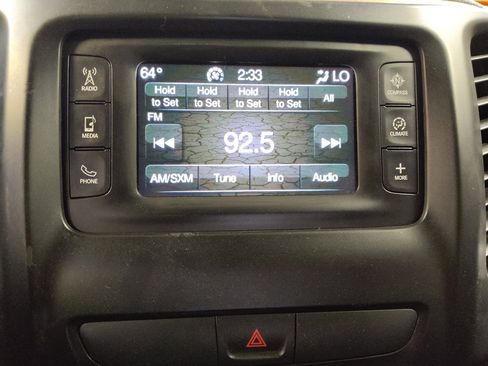 64° 2:33 LO
Hold Hold Hold Hold All
to Set to Set to Set to Set
FM
92.5
AM/SXM Tune Info Audio
RADIO
MEDIA
PHONE
COMPASS
CLIMATE
MORE